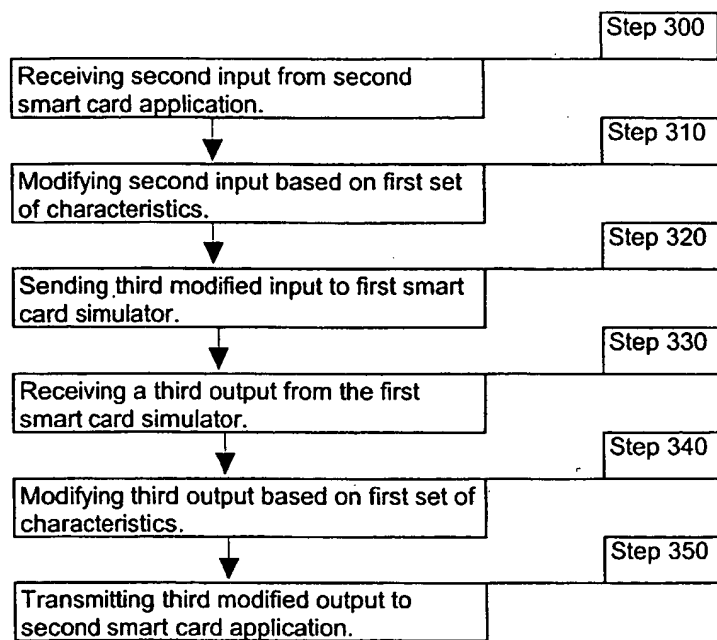 Step 300
Receiving second input from second
smart card application.
Step 310
Modifying second input based on first set
of characteristics.
Step 320
Sending third modified input to first smart
card simulator.
Step 330
Receiving a third output from the first
smart card simulator.
Step 340
Modifying third output based on first set of
characteristics.
Step 350
Transmitting third modified output to
second smart card application.